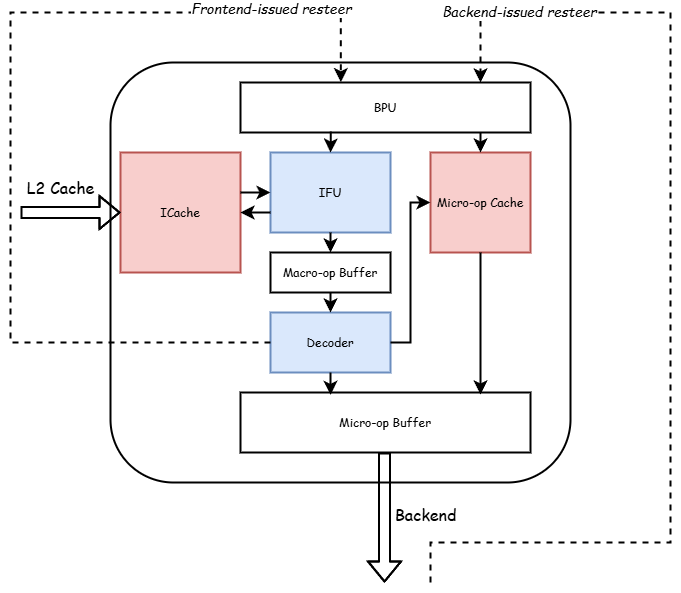 Frontend-issued resteer
Backend-issued resteer
BPU
L2 Cache
ICache
IFU
Micro-op Cache
Macro-op Buffer
Decoder
Micro-op Buffer
Backend